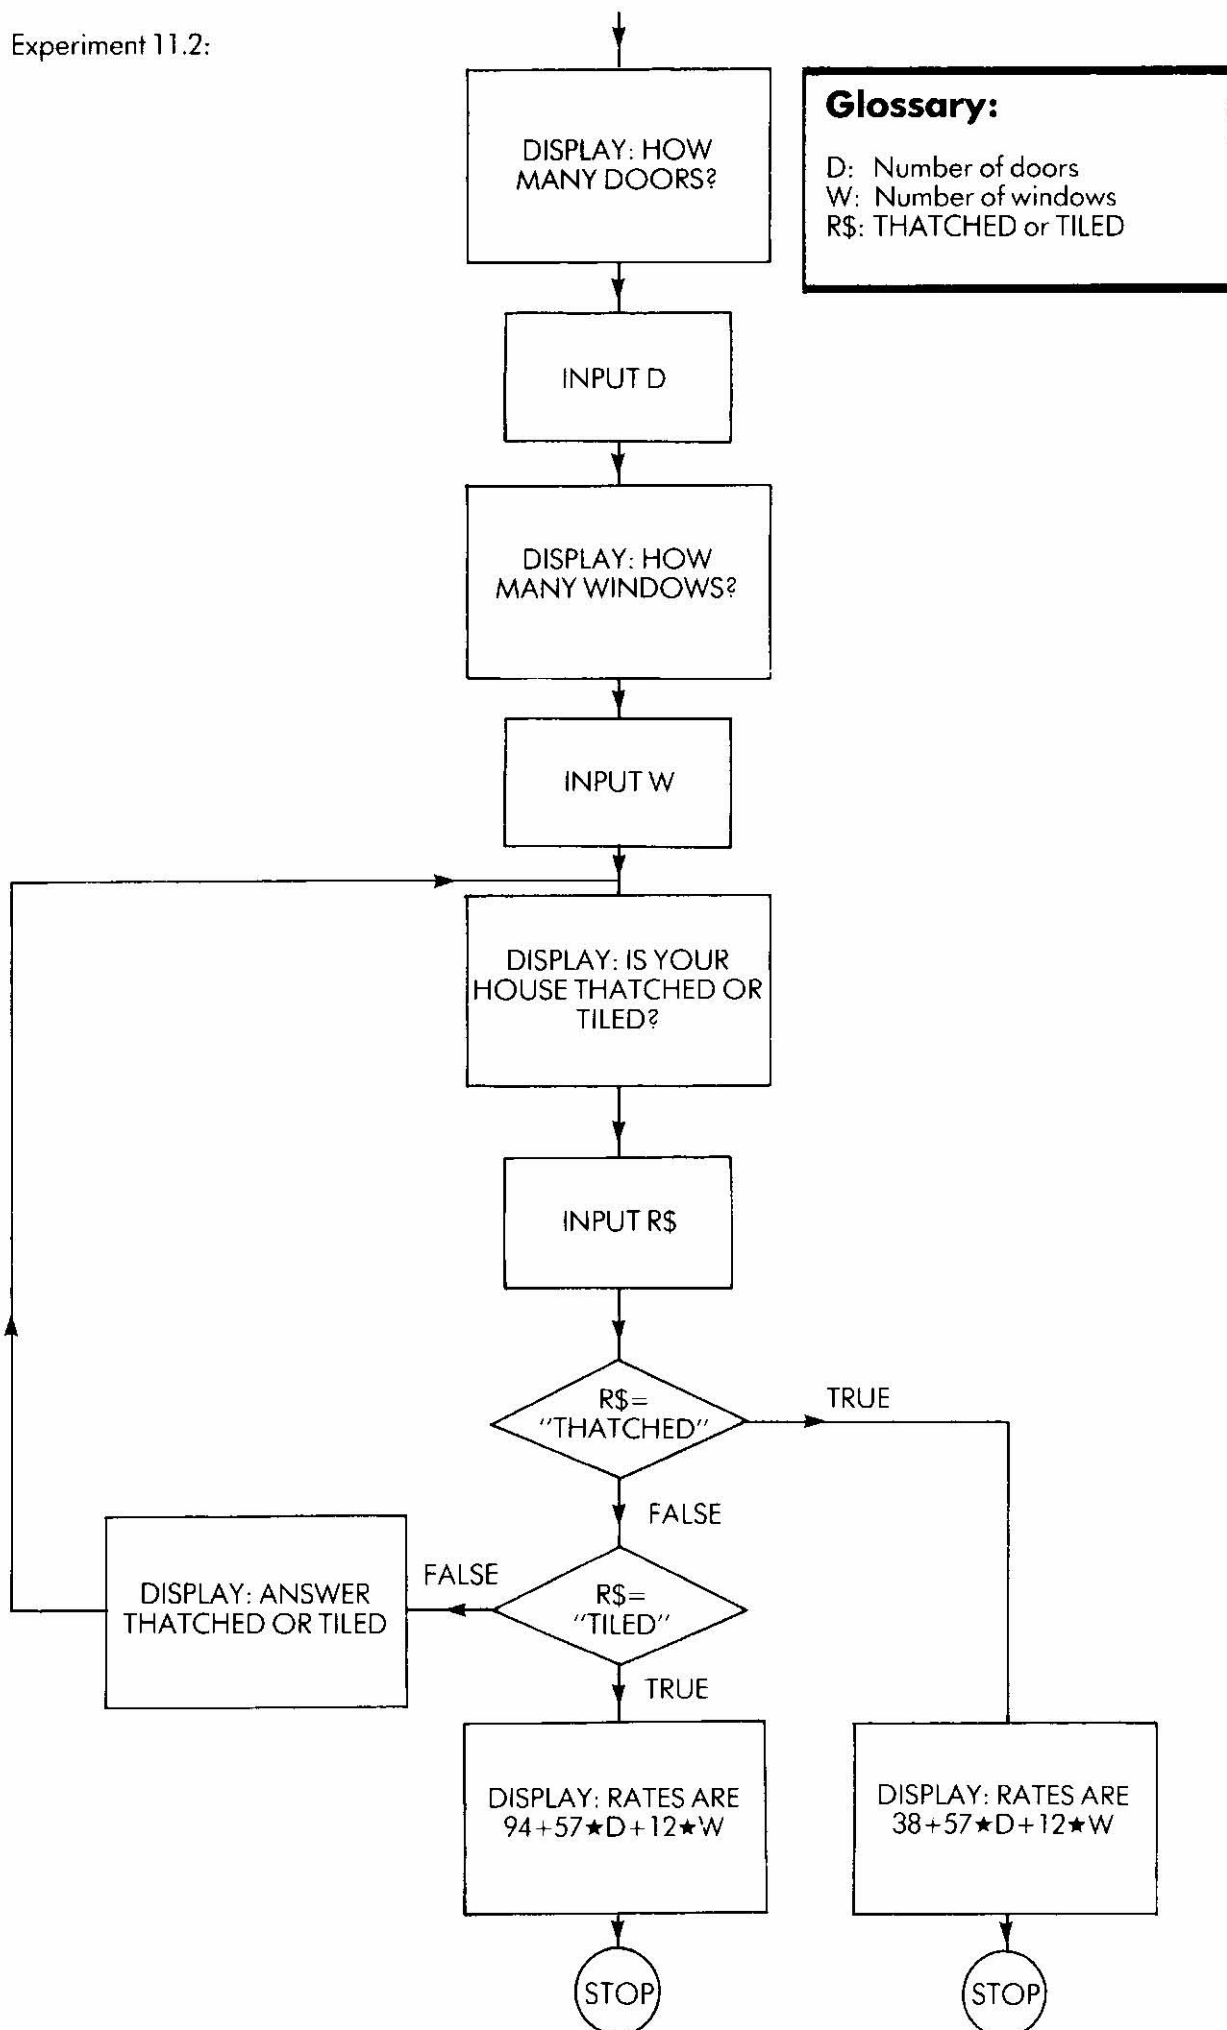 Experiment 11.2:
DISPLAY: HOW
MANY DOORS?
Glossary:
D: Number of doors
W: Number of windows
R$: THATCHED or TILED
INPUT D
DISPLAY: HOW
MANY WINDOWS?
INPUT W
DISPLAY: IS YOUR
HOUSE THATCHED OR
TILED?
INPUT R$
R$=
"THATCHED"
TRUE
FALSE
R$=
"TILED"
FALSE
DISPLAY: ANSWER
THATCHED OR TILED
TRUE
DISPLAY: RATES ARE
94+57★D+12★W
DISPLAY: RATES ARE
38+57★D+12★W
STOP
STOP